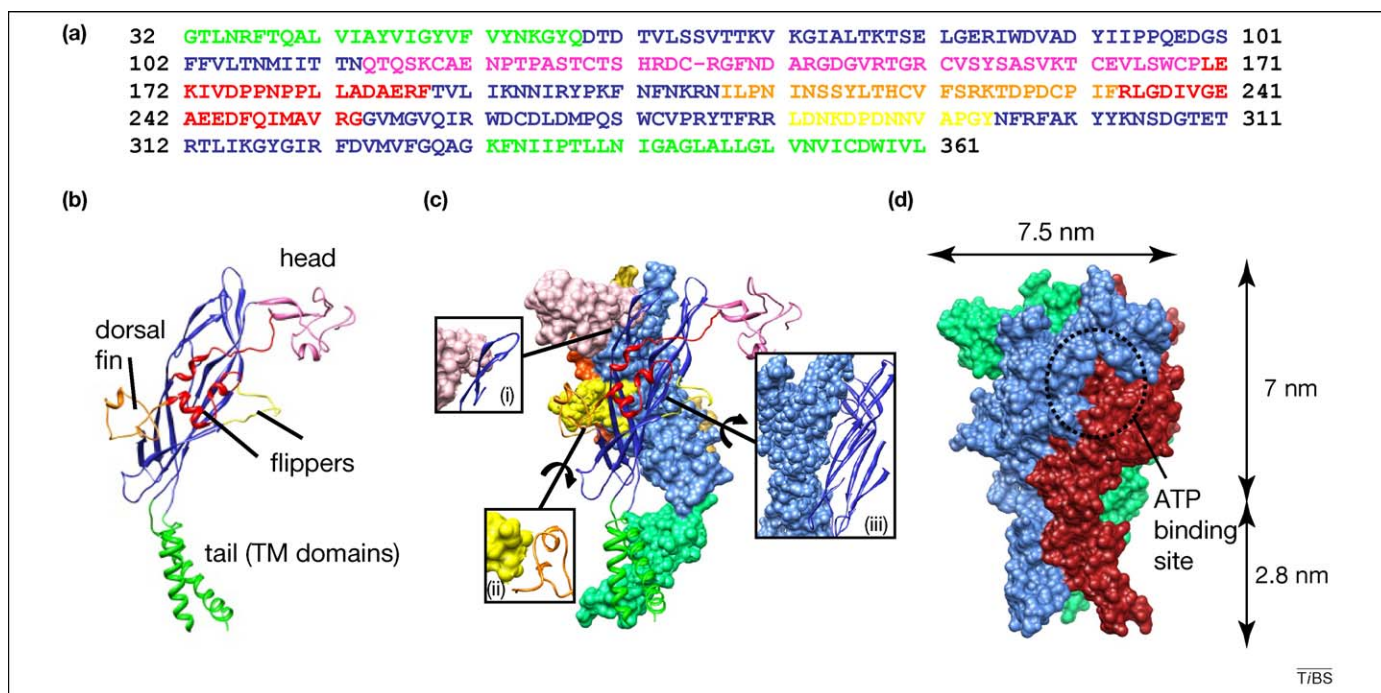 (a) 32 GTLNRFTQAL VIAYVIGYVF VYNKGYQDTD TVLSSVTTKV KGIALTKTSE LGERIWDVAD YIIPPQEDGS 101
102 FFVLTNMIIT TNQTQSKCAE NPTPASTCTS HRDC-RGFND ARGDGVRTGR CVSYSASVKT CEVLSWCPLE 171
172 KIVDPPNPPL LADAERFTVL IKNNIRYPKF NFNKRNILPN INSSYLTHCV FSRKTDPDCP IFRLGDIVGE 241
242 AEEDFQIMAV RGGVMGVQIR WDCDLDMPQS WCVPRYTFRR LDNKDPDNNV APGYNFRFAK YYKNSDGTET 311
312 RTLIKGYGIR FDVMVFGQAG KFNIIPTLLN IGAGLALLGL VNVICDWIVL 361
(b)
head
dorsal
fin
flippers
tail (TM domains)
(c)
(i)
(ii)
(iii)
(d)
7.5 nm
7 nm
ATP
binding
site
2.8 nm
TiBS